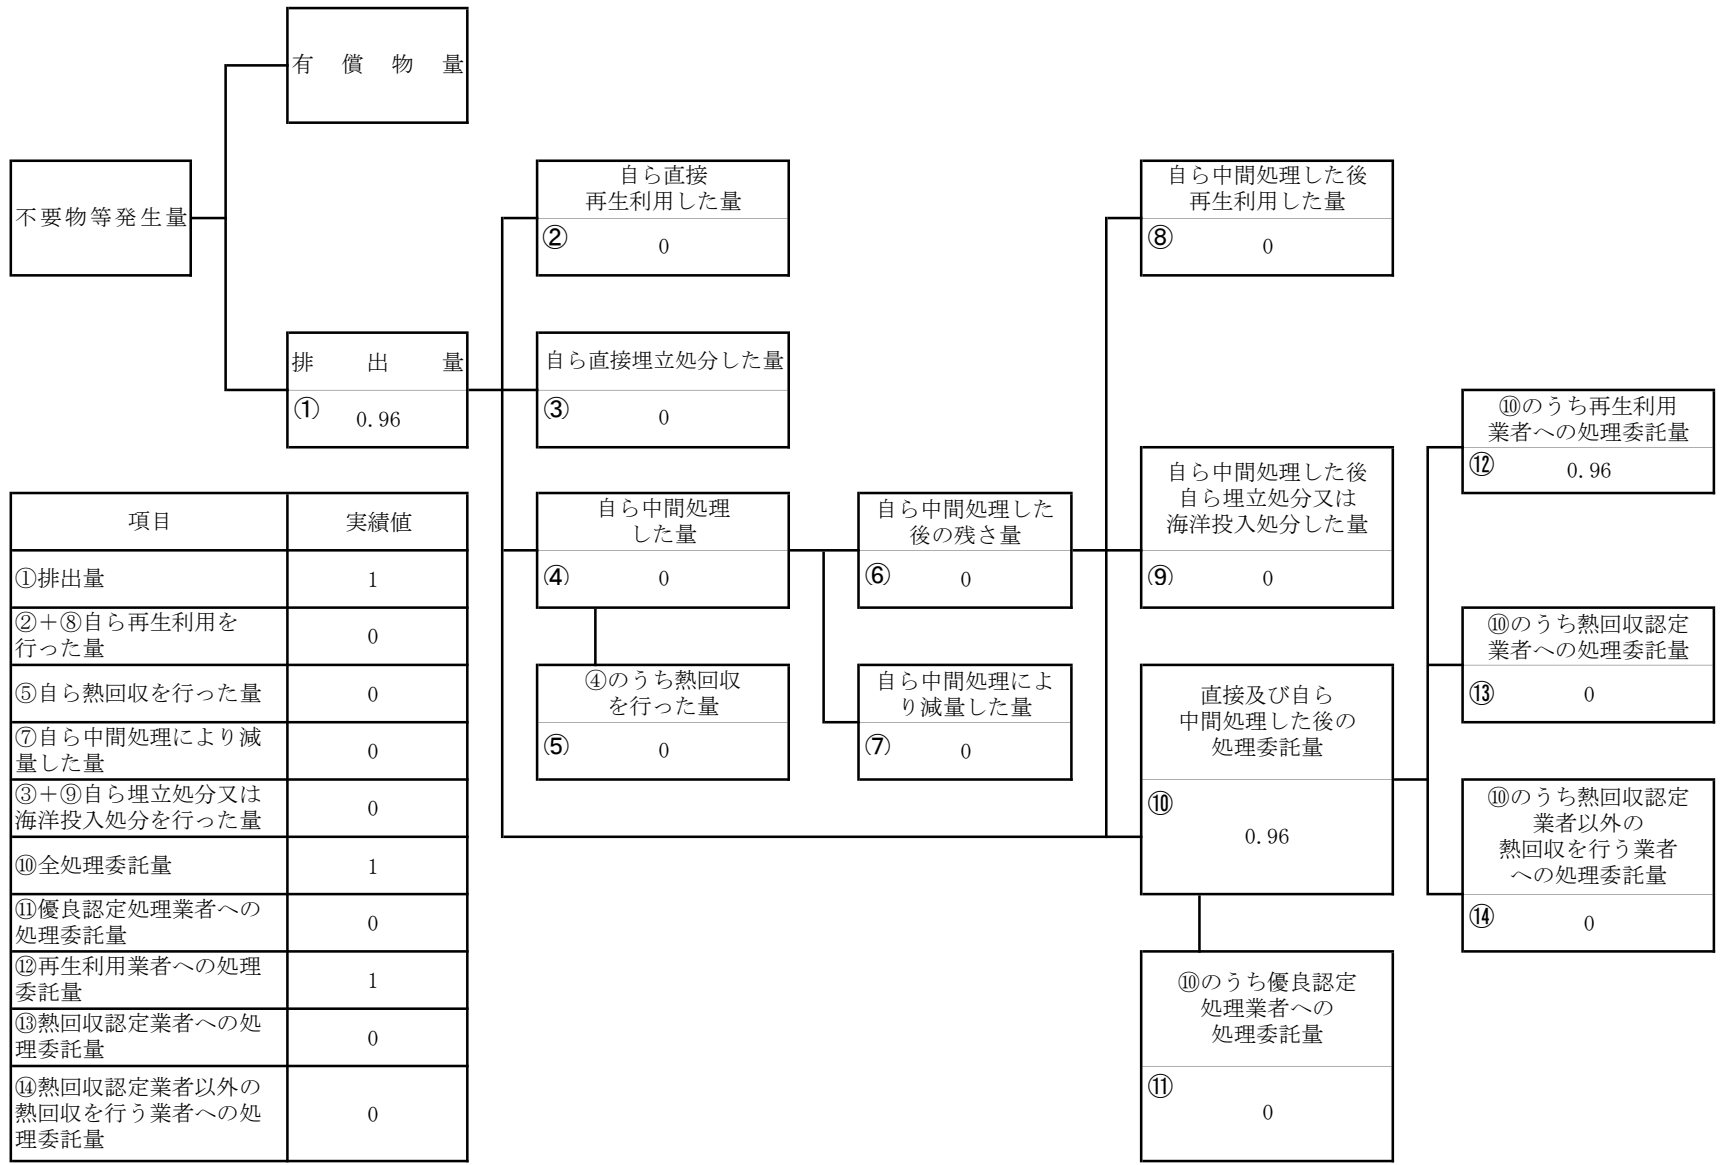 有償物量
不要物等発生量
排出量
① 0.96
自ら直接
再生利用した量
② 0
自ら直接埋立処分した量
③ 0
自ら中間処理
した量
④ 0
④のうち熱回収
を行った量
⑤ 0
自ら中間処理した
後の残さ量
⑥ 0
自ら中間処理によ
り減量した量
⑦ 0
自ら中間処理した後
再生利用した量
⑧ 0
自ら中間処理した後
自ら埋立処分又は
海洋投入処分した量
⑨ 0
直接及び自ら
中間処理した後の
処理委託量
⑩
0.96
⑩のうち優良認定
処理業者への
処理委託量
⑪
0
⑩のうち再生利用
業者への処理委託量
⑫ 0.96
⑩のうち熱回収認定
業者への処理委託量
⑬ 0
⑩のうち熱回収認定
業者以外の
熱回収を行う業者
への処理委託量
⑭ 0
項目 実績値
①排出量 1
②＋⑧自ら再生利用を
行った量 0
⑤自ら熱回収を行った量 0
⑦自ら中間処理により減
量した量 0
③＋⑨自ら埋立処分又は
海洋投入処分を行った量 0
⑩全処理委託量 1
⑪優良認定処理業者への
処理委託量 0
⑫再生利用業者への処理
委託量 1
⑬熱回収認定業者への処
理委託量 0
⑭熱回収認定業者以外の
熱回収を行う業者への処
理委託量 0